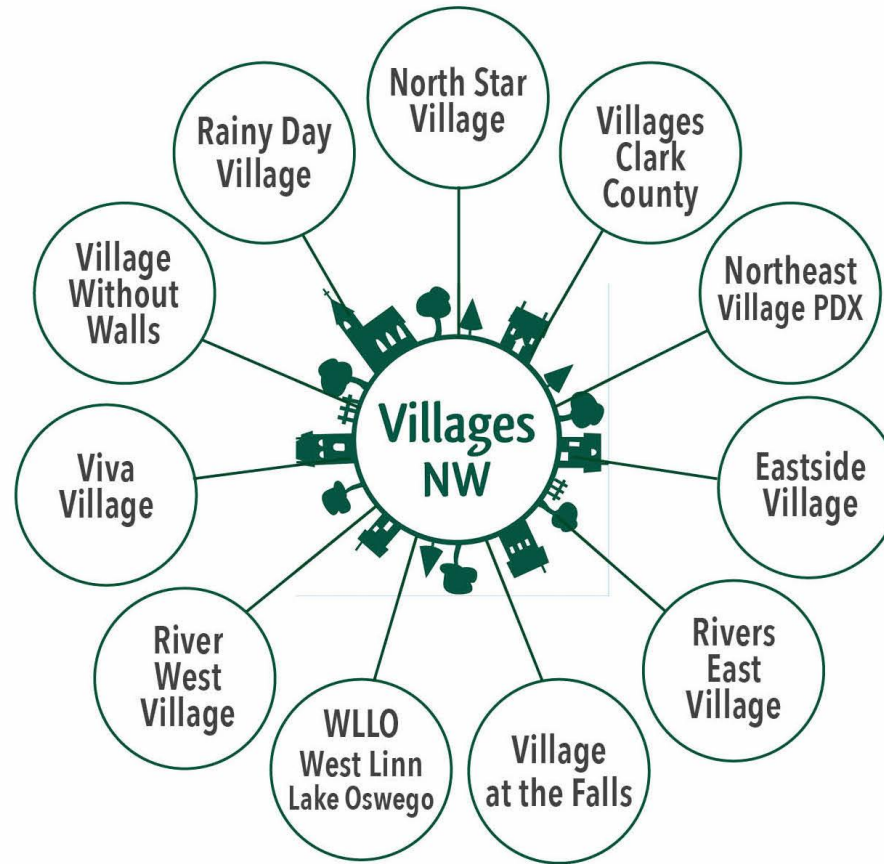 North Star
Village
Villages
Clark
County
Northeast
Village PDX
Eastside
Village
Rivers
East
Village
Village
at the Falls
WLLO
West Linn
Lake Oswego
River
West
Village
Viva
Village
Village
Without
Walls
Rainy Day
Village
Villages
NW